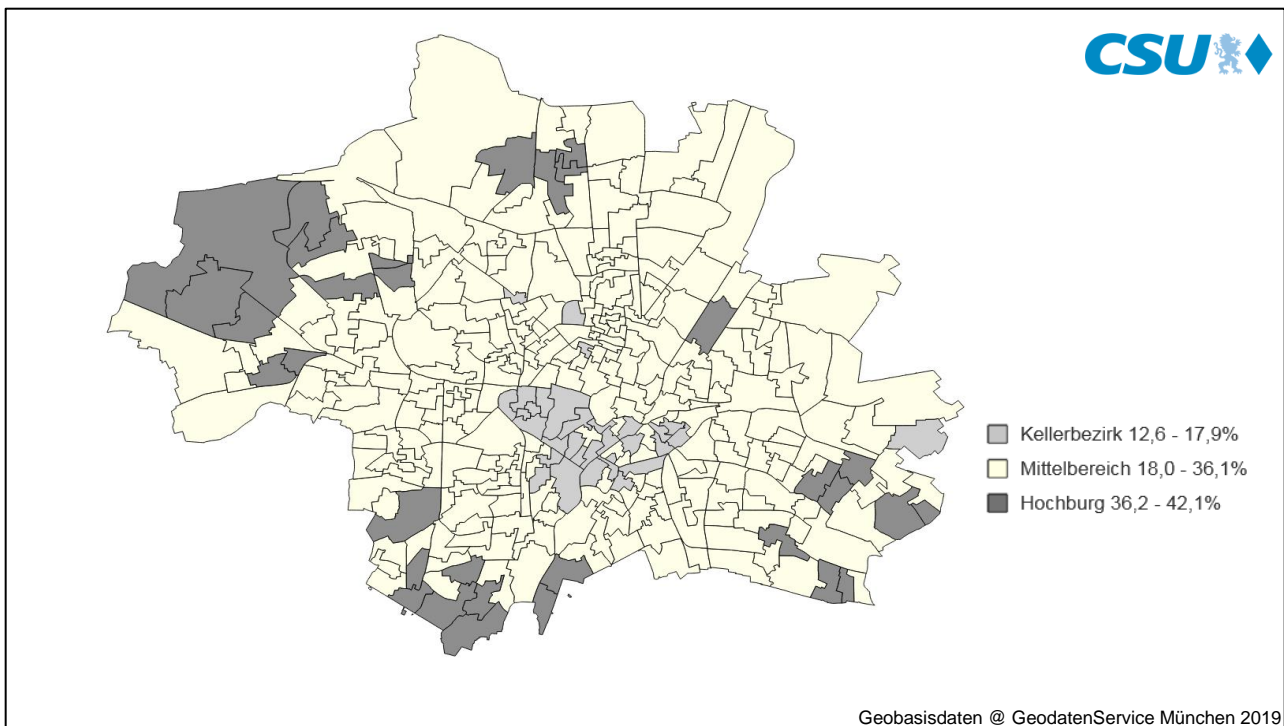 CSU
Kellerbezirk 12,6 - 17,9%
Mittelbereich 18,0 - 36,1%
Hochburg 36,2 - 42,1%
Geobasisdaten @ GeodatenService München 2019